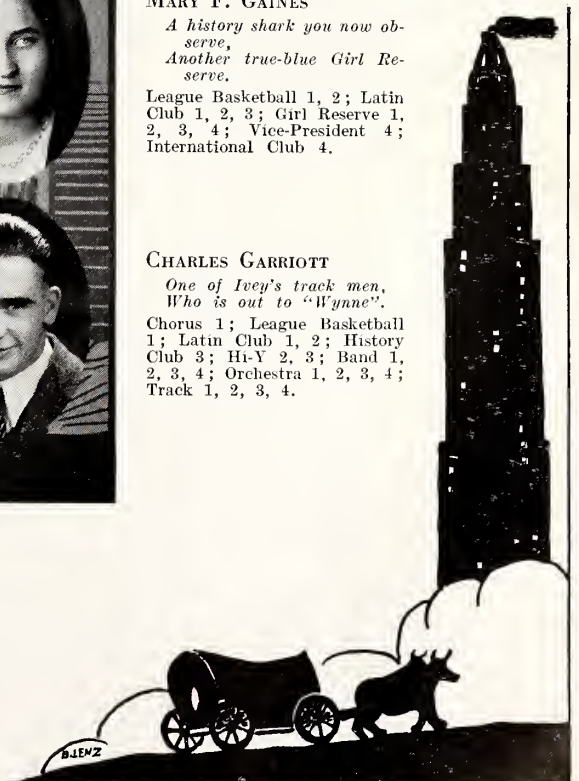 MARY F. GAINES
A history shark you now ob-
serve,
Another true-blue Girl Re-
serve.
League Basketball 1, 2; Latin
Club 1, 2, 3; Girl Reserve 1,
2, 3, 4; Vice-President 4;
International Club 4.
CHARLES GARRIOTT
One of Ivey's track men,
Who is out to "Wynne".
Chorus 1; League Basketball
1; Latin Club 1, 2; History
Club 3; Hi-Y 2, 3; Band 1,
2, 3, 4; Orchestra 1, 2, 3, 4;
Track 1, 2, 3, 4.
B.LENZ